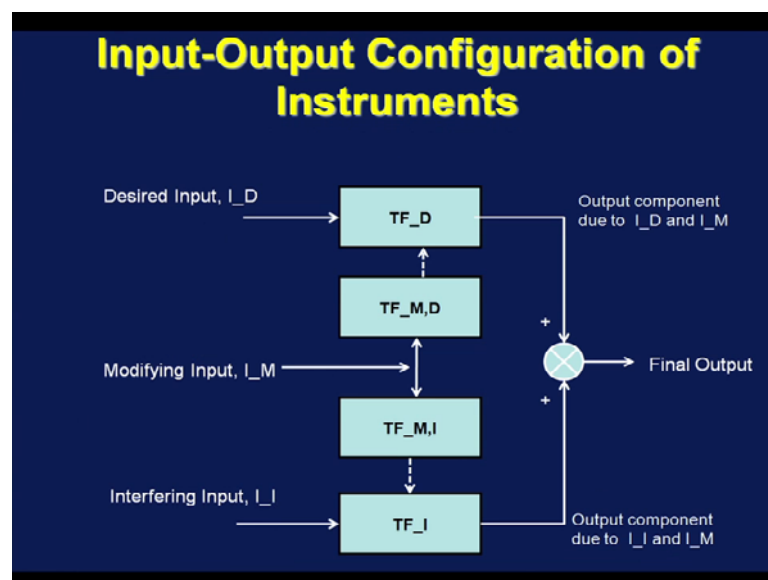 Input-Output Configuration of
Instruments
Desired Input, I_D
TF_D
Output component
due to I_D and I_M
TF_M,D
+
Modifying Input, I_M
Final Output
+
TF_M,I
Interfering Input, I_I
TF_I
Output component
due to I_I and I_M